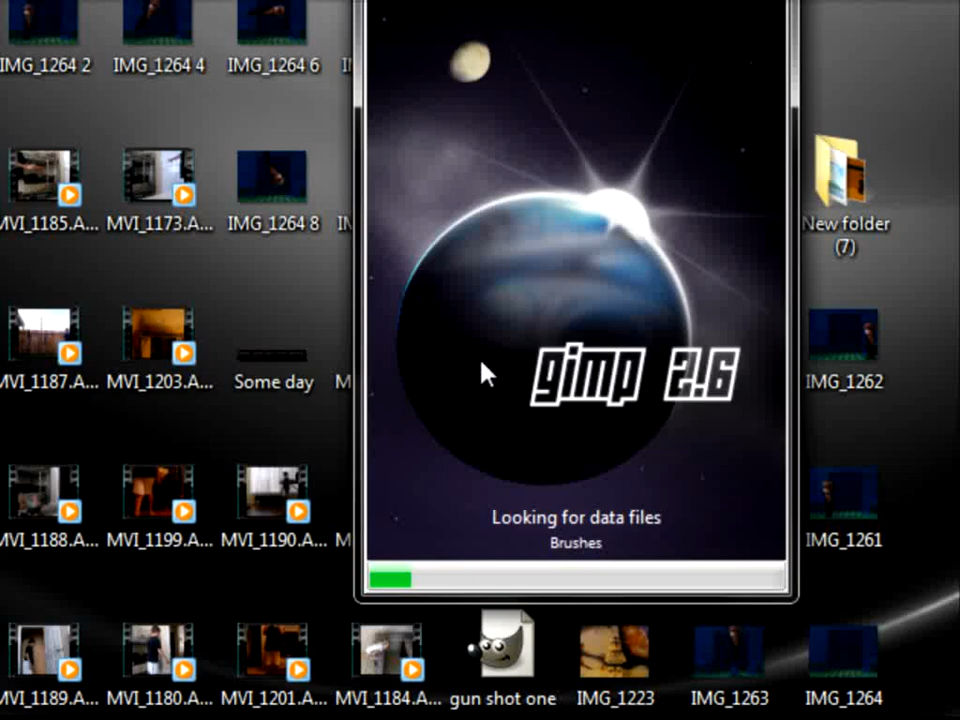 IMG_1264 2
IMG_1264 4
IMG_1264 6
MVI_1185.A...
MVI_1173.A...
IMG_1264 8
New folder
(7)
gimp 2.6
MVI_1187.A...
MVI_1203.A...
Some day
IMG_1262
Looking for data files
Brushes
MVI_1188.A...
MVI_1199.A...
MVI_1190.A...
IMG_1261
MVI_1189.A...
MVI_1180.A...
MVI_1201.A...
MVI_1184.A...
gun shot one
IMG_1223
IMG_1263
IMG_1264